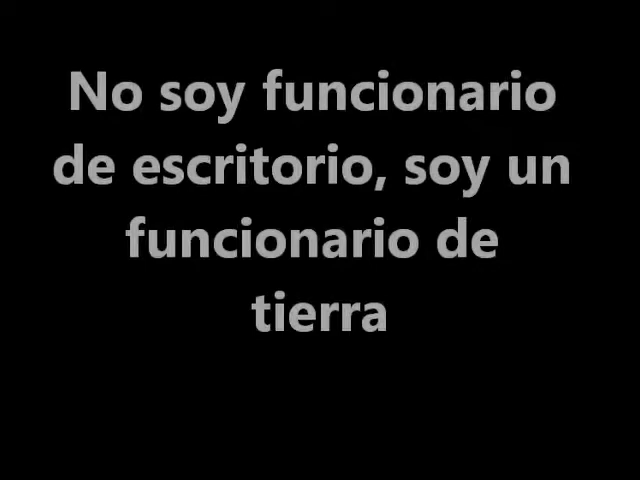 No soy funcionario
de escritorio, soy un
funcionario de
tierra